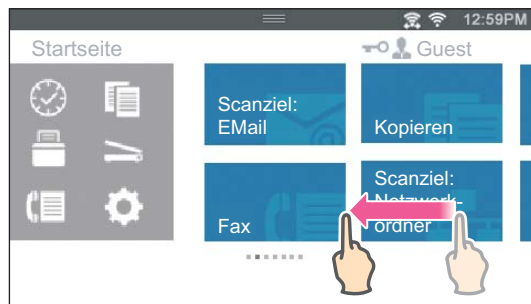 12:59PM
Startseite
Guest
Scanziel:
EMail
Kopieren
Fax
Scanziel:
Netzwerk-
ordner